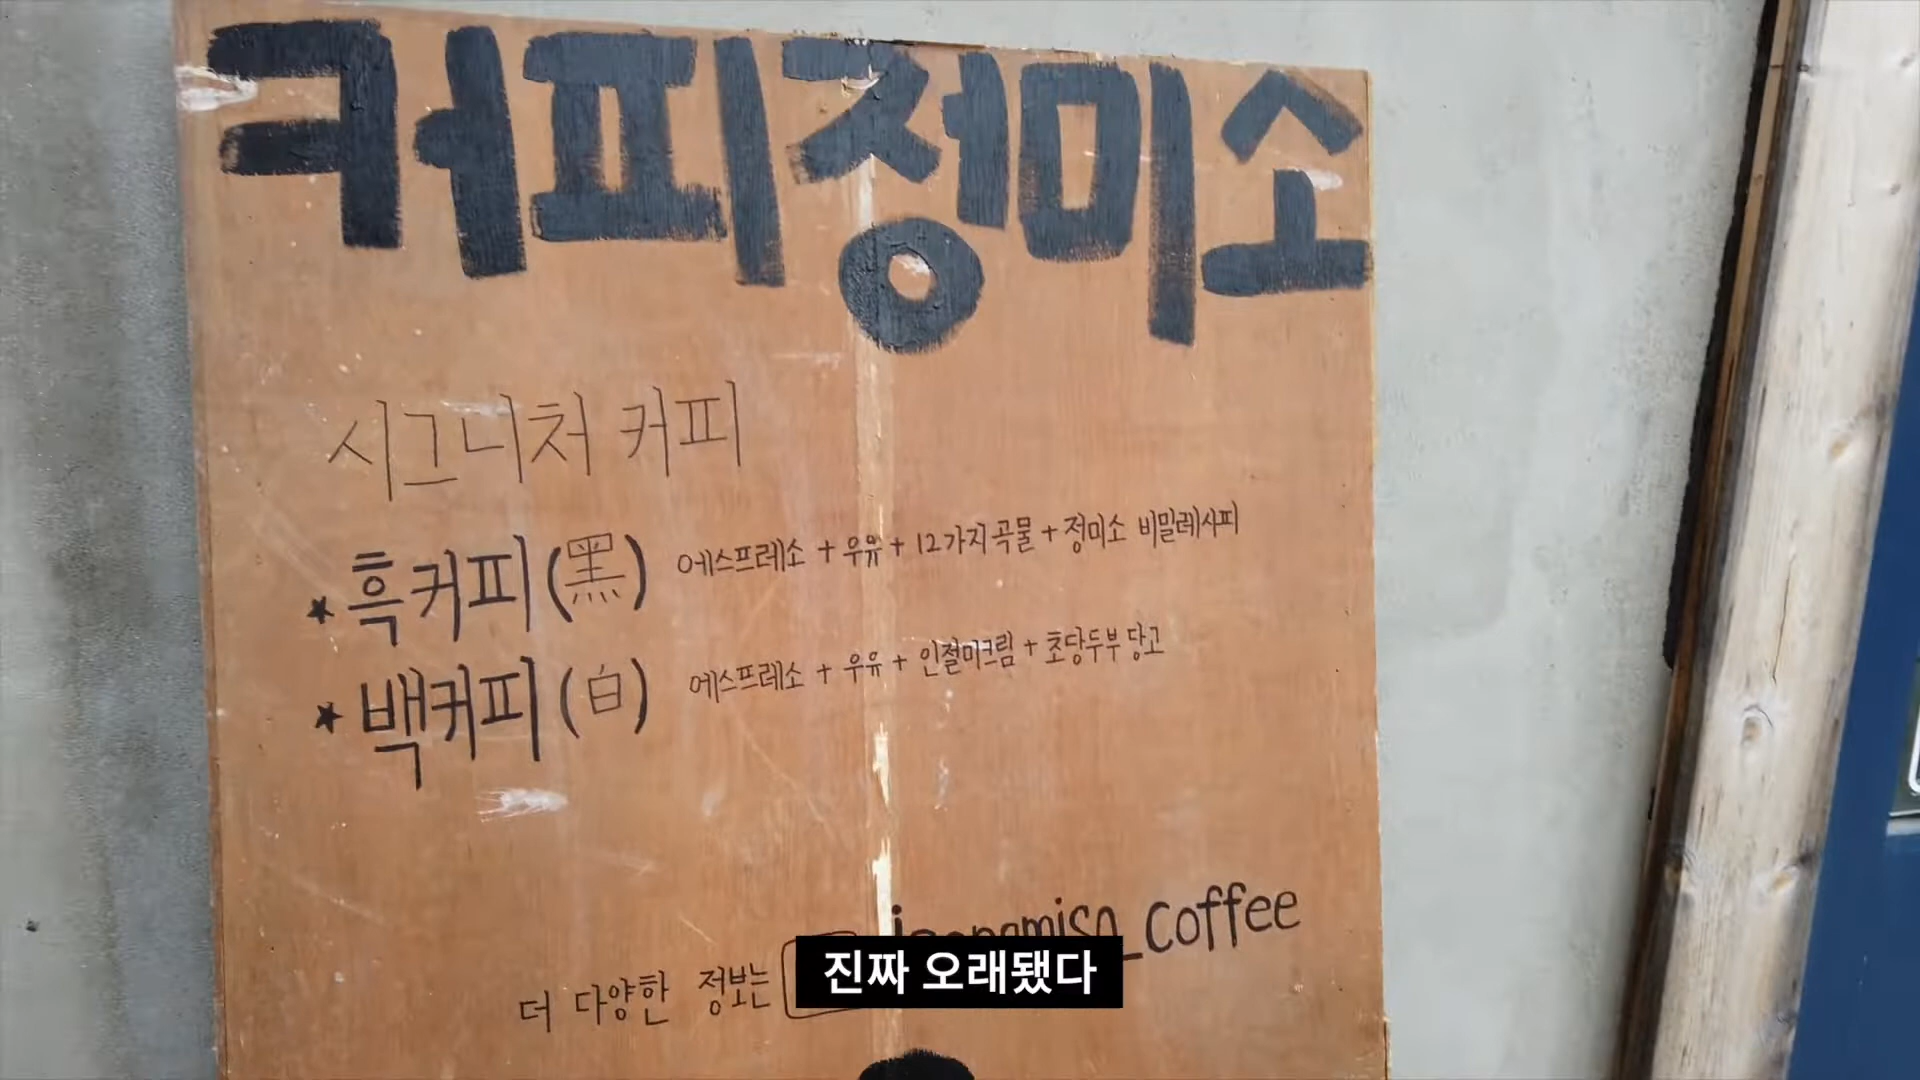 커피정미소
시그니처 커피
★ 흑커피(黑) 에스프레소 + 우유 + 12가지 곡물 + 정미소 비밀레시피
★ 백커피(白) 에스프레소 + 우유 + 인절미크림 + 초당두부 당고
더 다양한 정보는
진짜 오래됐다